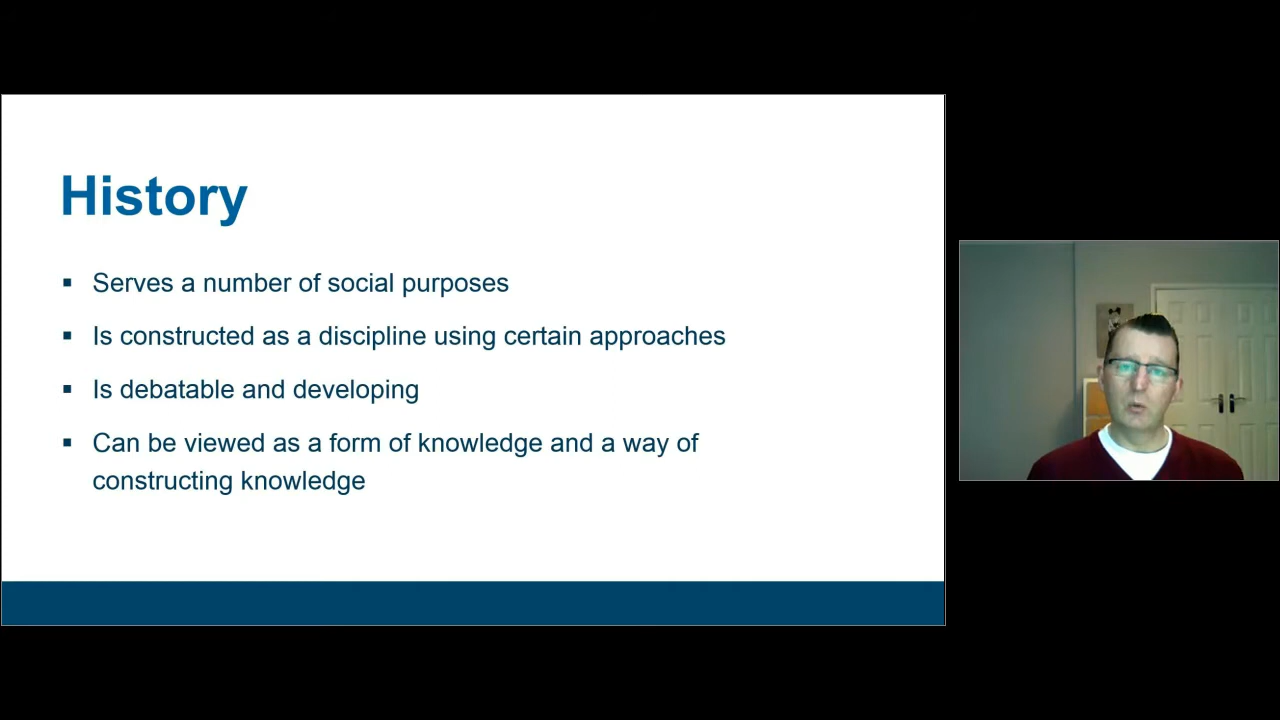 History
▪ Serves a number of social purposes
▪ Is constructed as a discipline using certain approaches
▪ Is debatable and developing
▪ Can be viewed as a form of knowledge and a way of
constructing knowledge